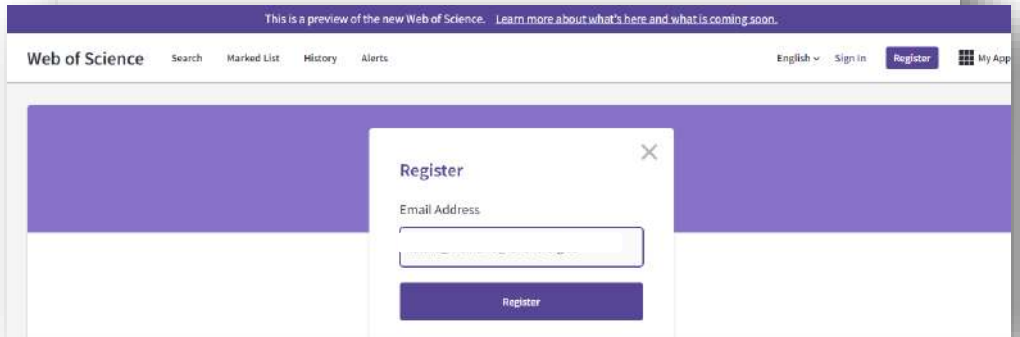 This is a preview of the new Web of Science. Learn more about what's here and what is coming soon.
Web of Science Search Marked List History Alerts English Sign In Register My App
Register
Email Address
Register